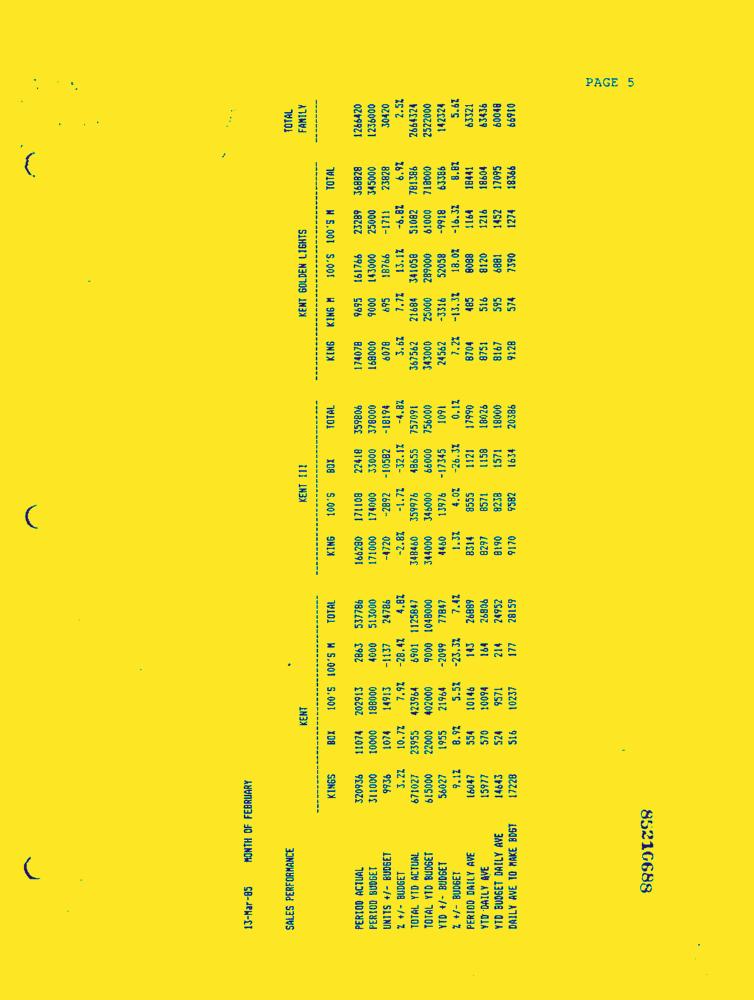 PAGE 5
13-Mar-85 MONTH OF FEBRUARY
SALES PERFORMANCE KENT KENT III KENT GOLDEN LIGHTS TOTAL FAMILY
KINGS BOX 100'S 100'S M TOTAL KING 100'S BOX TOTAL KING KING M 100'S 100'S M TOTAL
PERIOD ACTUAL 320936 11074 202913 2863 537786 166280 171108 22418 359806 174078 9695 161766 23289 368828 1266420
PERIOD BUDGET 311000 10000 188000 4000 513000 171000 174000 33000 378000 168000 9000 143000 25000 345000 1236000
UNITS +/- BUDGET 9936 1074 14913 -1137 24786 -4720 -2892 -10582 -18194 6078 695 18766 -1711 23828 30420
% +/- BUDGET 3.2% 10.7% 7.9% -28.4% 4.8% -2.8% -1.7% -32.1% -4.8% 3.6% 7.7% 13.1% -6.8% 6.9% 2.5%
TOTAL YTD ACTUAL 671027 23955 423964 6901 1125847 348460 359976 48655 757091 367562 21684 341058 51082 781386 2664324
TOTAL YTD BUDGET 615000 22000 402000 9000 1048000 344000 346000 66000 756000 343000 25000 289000 61000 718000 2522000
YTD +/- BUDGET 56027 1955 21964 -2099 77847 4460 13976 -17345 1091 24562 -3316 52058 -9918 63386 142324
% +/- BUDGET 9.1% 8.9% 5.5% -23.3% 7.4% 1.3% 4.0% -26.3% 0.1% 7.2% -13.3% 18.0% -16.3% 8.8% 5.6%
PERIOD DAILY AVE 16047 554 10146 143 26889 8314 8555 1121 17990 8704 485 8088 1164 18441 63321
YTD DAILY AVE 15977 570 10094 164 26806 8297 8571 1158 18026 8751 516 8120 1216 18604 63436
YTD BUDGET DAILY AVE 14643 524 9571 214 24952 8190 8238 1571 18000 8167 595 6881 1452 17095 60048
DAILY AVE TO MAKE BDGT 17228 516 10237 177 28159 9170 9582 1634 20386 9128 574 7390 1274 18366 66910
85210688